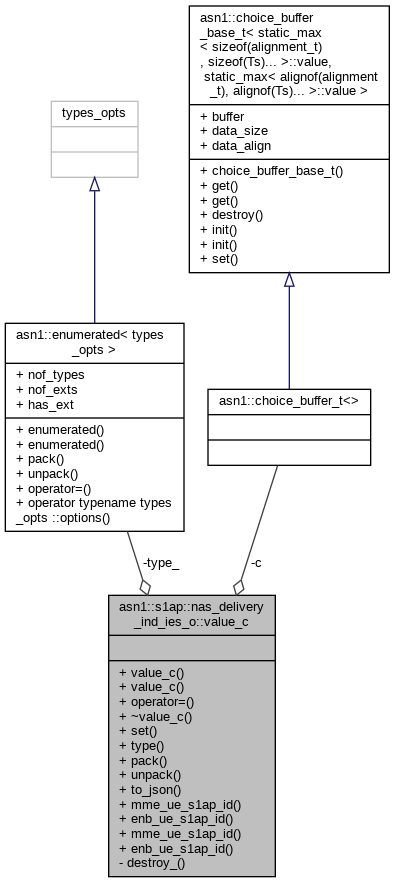 asn1::choice_buffer
_base_t< static_max
< sizeof(alignment_t)
, sizeof(Ts)... >::value,
static_max< alignof(alignment
_t), alignof(Ts)... >::value >
+ buffer
+ data_size
+ data_align
+ choice_buffer_base_t()
+ get()
+ get()
+ destroy()
+ init()
+ init()
+ set()
types_opts
asn1::enumerated< types
_opts >
+ nof_types
+ nof_exts
+ has_ext
+ enumerated()
+ enumerated()
+ pack()
+ unpack()
+ operator=()
+ operator typename types
_opts ::options()
asn1::choice_buffer_t<>
-type_
-c
asn1::s1ap::nas_delivery
_ind_ies_o::value_c
+ value_c()
+ value_c()
+ operator=()
+ ~value_c()
+ set()
+ type()
+ pack()
+ unpack()
+ to_json()
+ mme_ue_s1ap_id()
+ enb_ue_s1ap_id()
+ mme_ue_s1ap_id()
+ enb_ue_s1ap_id()
- destroy_()